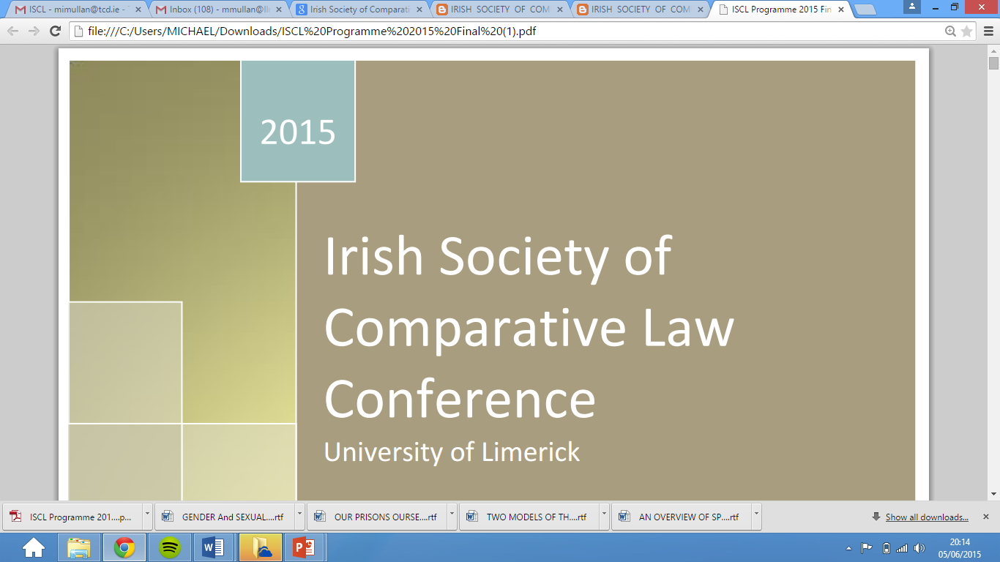 ISCL - mimullan@tcd.ie -
Inbox (108) - mmullan@
Irish Society of Comparati
IRISH SOCIETY OF COM
IRISH SOCIETY OF COM
ISCL Programme 2015 Fin
file:///C:/Users/MICHAEL/Downloads/ISCL%20Programme%202015%20Final%20(1).pdf
2015
Irish Society of
Comparative Law
Conference
University of Limerick
ISCL Programme 201....p...
GENDER And SEXUAL....rtf
OUR PRISONS OURSE....rtf
TWO MODELS OF TH....rtf
AN OVERVIEW OF SP....rtf
Show all downloads...
20:14
05/06/2015